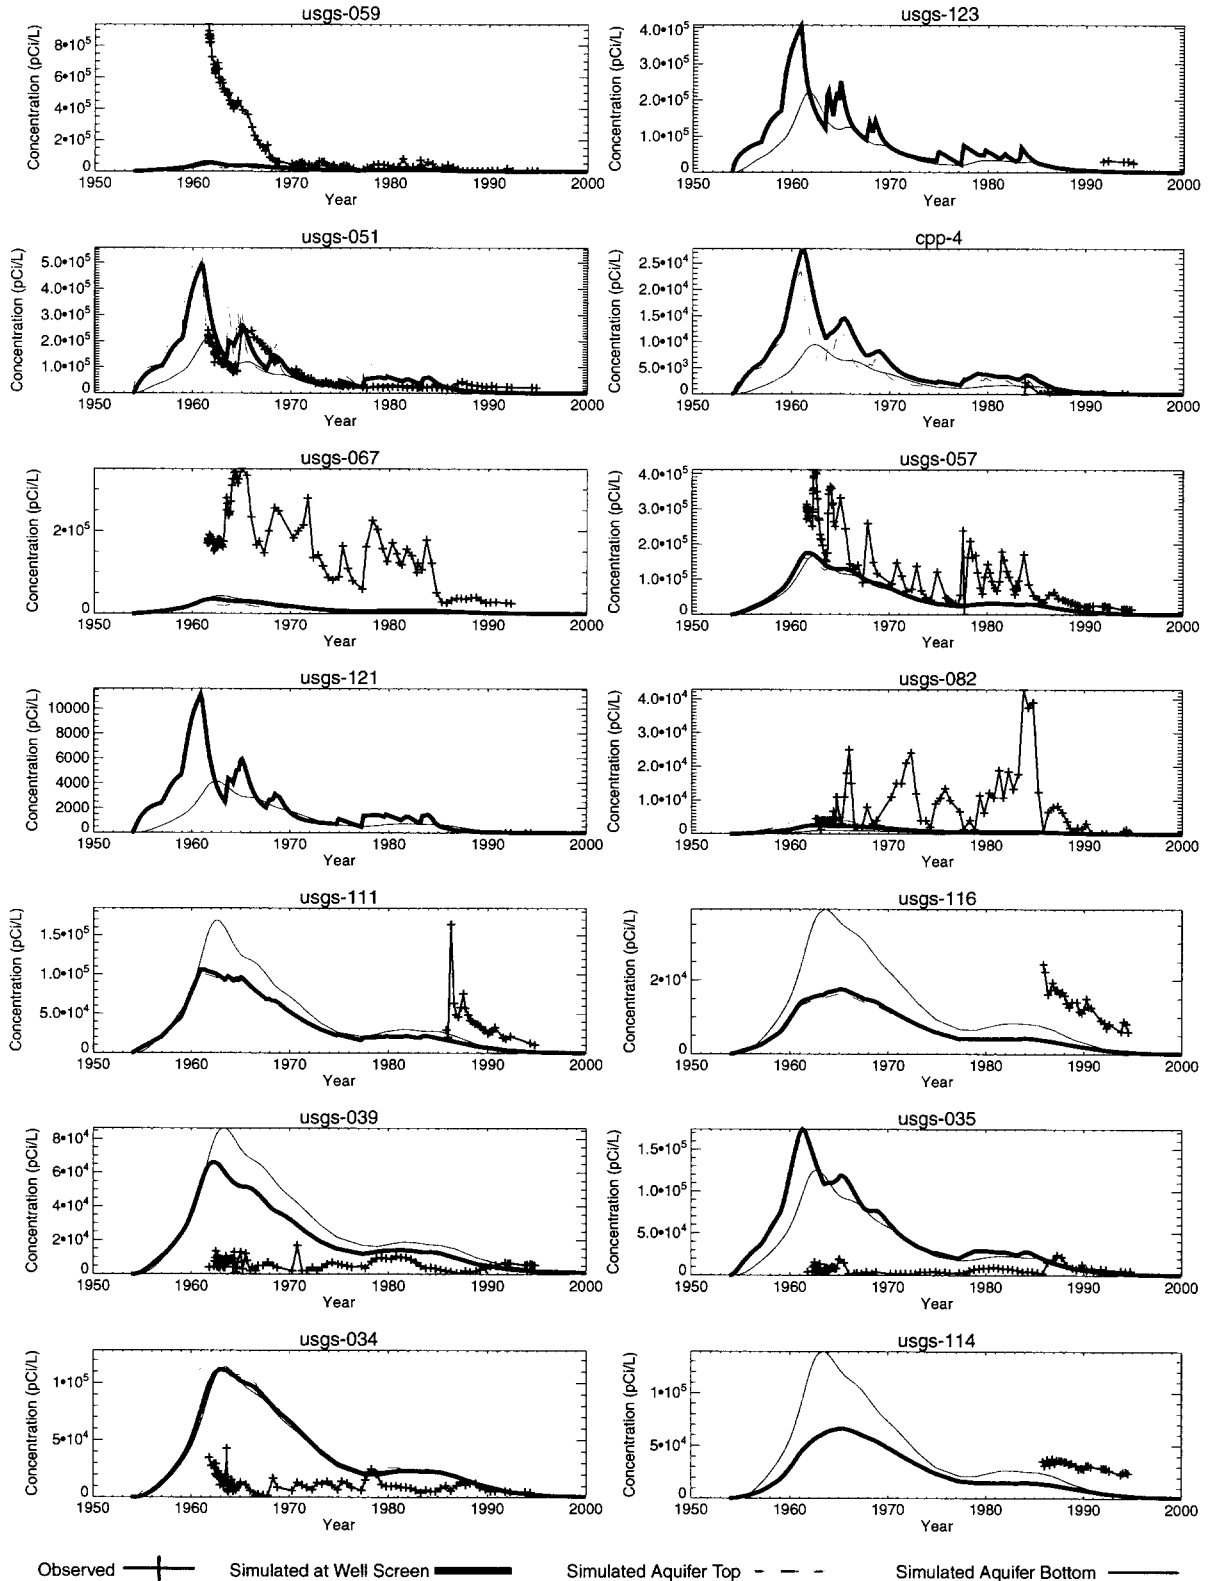 usgs-059
Concentration (pCi/L)
8•10⁵
6•10⁵
4•10⁵
2•10⁵
0
1950 1960 1970 1980 1990 2000
Year
usgs-123
Concentration (pCi/L)
4.0•10⁵
3.0•10⁵
2.0•10⁵
1.0•10⁵
0
1950 1960 1970 1980 1990 2000
Year
usgs-051
Concentration (pCi/L)
5.0•10⁵
4.0•10⁵
3.0•10⁵
2.0•10⁵
1.0•10⁵
0
1950 1960 1970 1980 1990 2000
Year
cpp-4
Concentration (pCi/L)
2.5•10⁴
2.0•10⁴
1.5•10⁴
1.0•10⁴
5.0•10³
0
1950 1960 1970 1980 1990 2000
Year
usgs-067
Concentration (pCi/L)
2•10⁵
0
1950 1960 1970 1980 1990 2000
Year
usgs-057
Concentration (pCi/L)
4.0•10⁵
3.0•10⁵
2.0•10⁵
1.0•10⁵
0
1950 1960 1970 1980 1990 2000
Year
usgs-121
Concentration (pCi/L)
10000
8000
6000
4000
2000
0
1950 1960 1970 1980 1990 2000
Year
usgs-082
Concentration (pCi/L)
4.0•10⁴
3.0•10⁴
2.0•10⁴
1.0•10⁴
0
1950 1960 1970 1980 1990 2000
Year
usgs-111
Concentration (pCi/L)
1.5•10⁵
1.0•10⁵
5.0•10⁴
0
1950 1960 1970 1980 1990 2000
Year
usgs-116
Concentration (pCi/L)
2•10⁴
0
1950 1960 1970 1980 1990 2000
Year
usgs-039
Concentration (pCi/L)
8•10⁴
6•10⁴
4•10⁴
2•10⁴
0
1950 1960 1970 1980 1990 2000
Year
usgs-035
Concentration (pCi/L)
1.5•10⁵
1.0•10⁵
5.0•10⁴
0
1950 1960 1970 1980 1990 2000
Year
usgs-034
Concentration (pCi/L)
1•10⁵
5•10⁴
0
1950 1960 1970 1980 1990 2000
Year
usgs-114
Concentration (pCi/L)
1•10⁵
5•10⁴
0
1950 1960 1970 1980 1990 2000
Year
Observed Simulated at Well Screen Simulated Aquifer Top Simulated Aquifer Bottom